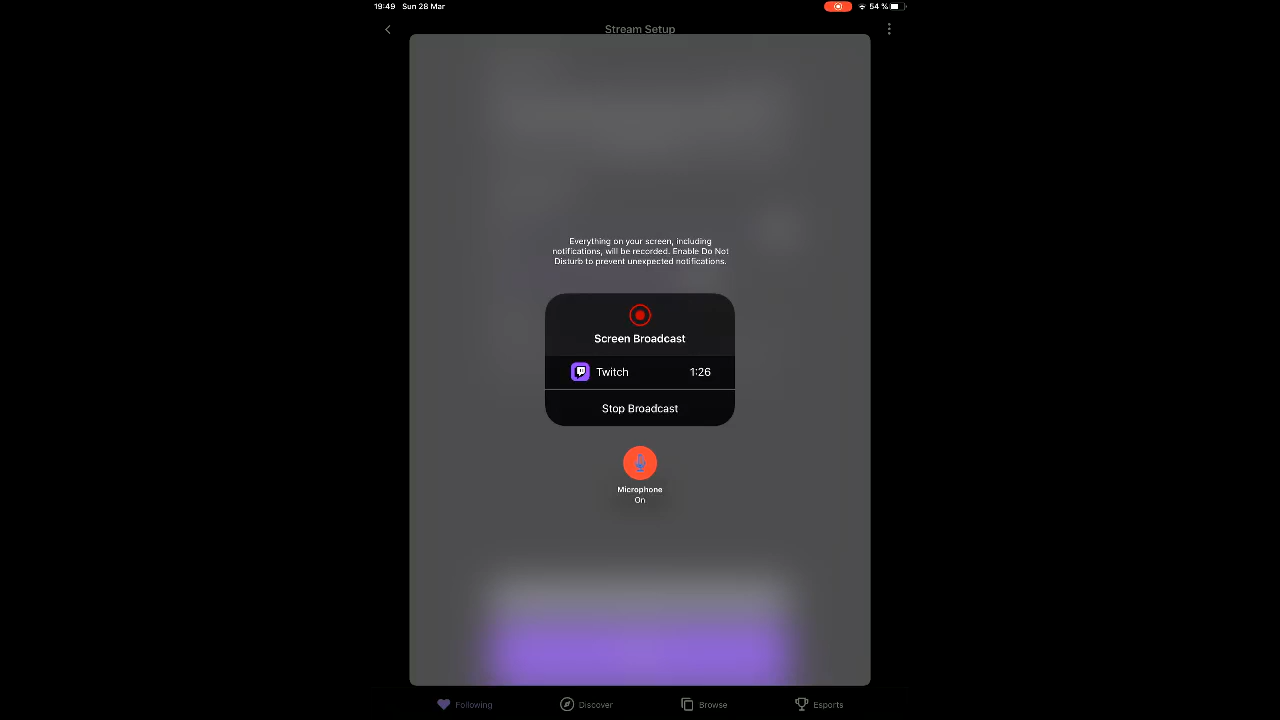 19:49 Sun 28 Mar
54 %
Stream Setup
Everything on your screen, including
notifications, will be recorded. Enable Do Not
Disturb to prevent unexpected notifications.
Screen Broadcast
Twitch 1:26
Stop Broadcast
Microphone
On
Following Discover Browse Esports